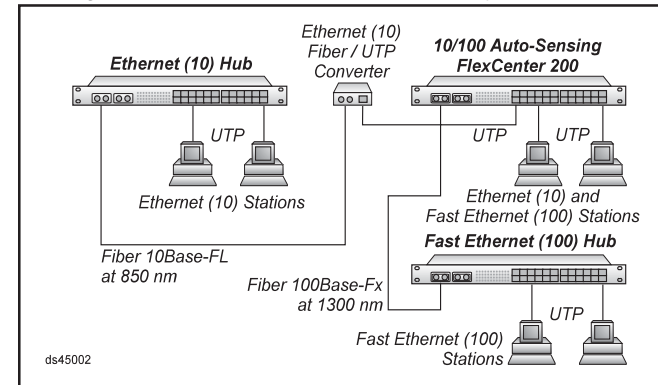 Ethernet (10) Hub
Ethernet (10)
Fiber / UTP
Converter
10/100 Auto-Sensing
FlexCenter 200
UTP
Ethernet (10) Stations
UTP
UTP
Ethernet (10) and
Fast Ethernet (100) Stations
Fiber 10Base-FL
at 850 nm
Fiber 100Base-Fx
at 1300 nm
Fast Ethernet (100) Hub
UTP
Fast Ethernet (100)
Stations
ds45002